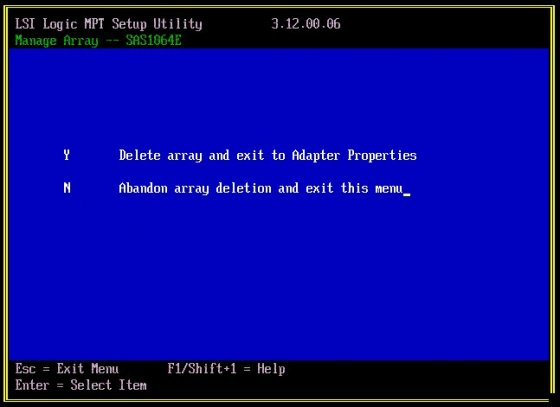 LSI Logic MPT Setup Utility 3.12.00.06
Manage Array -- SAS1064E
Y Delete array and exit to Adapter Properties
N Abandon array deletion and exit this menu_
Esc = Exit Menu F1/Shift+1 = Help
Enter = Select Item